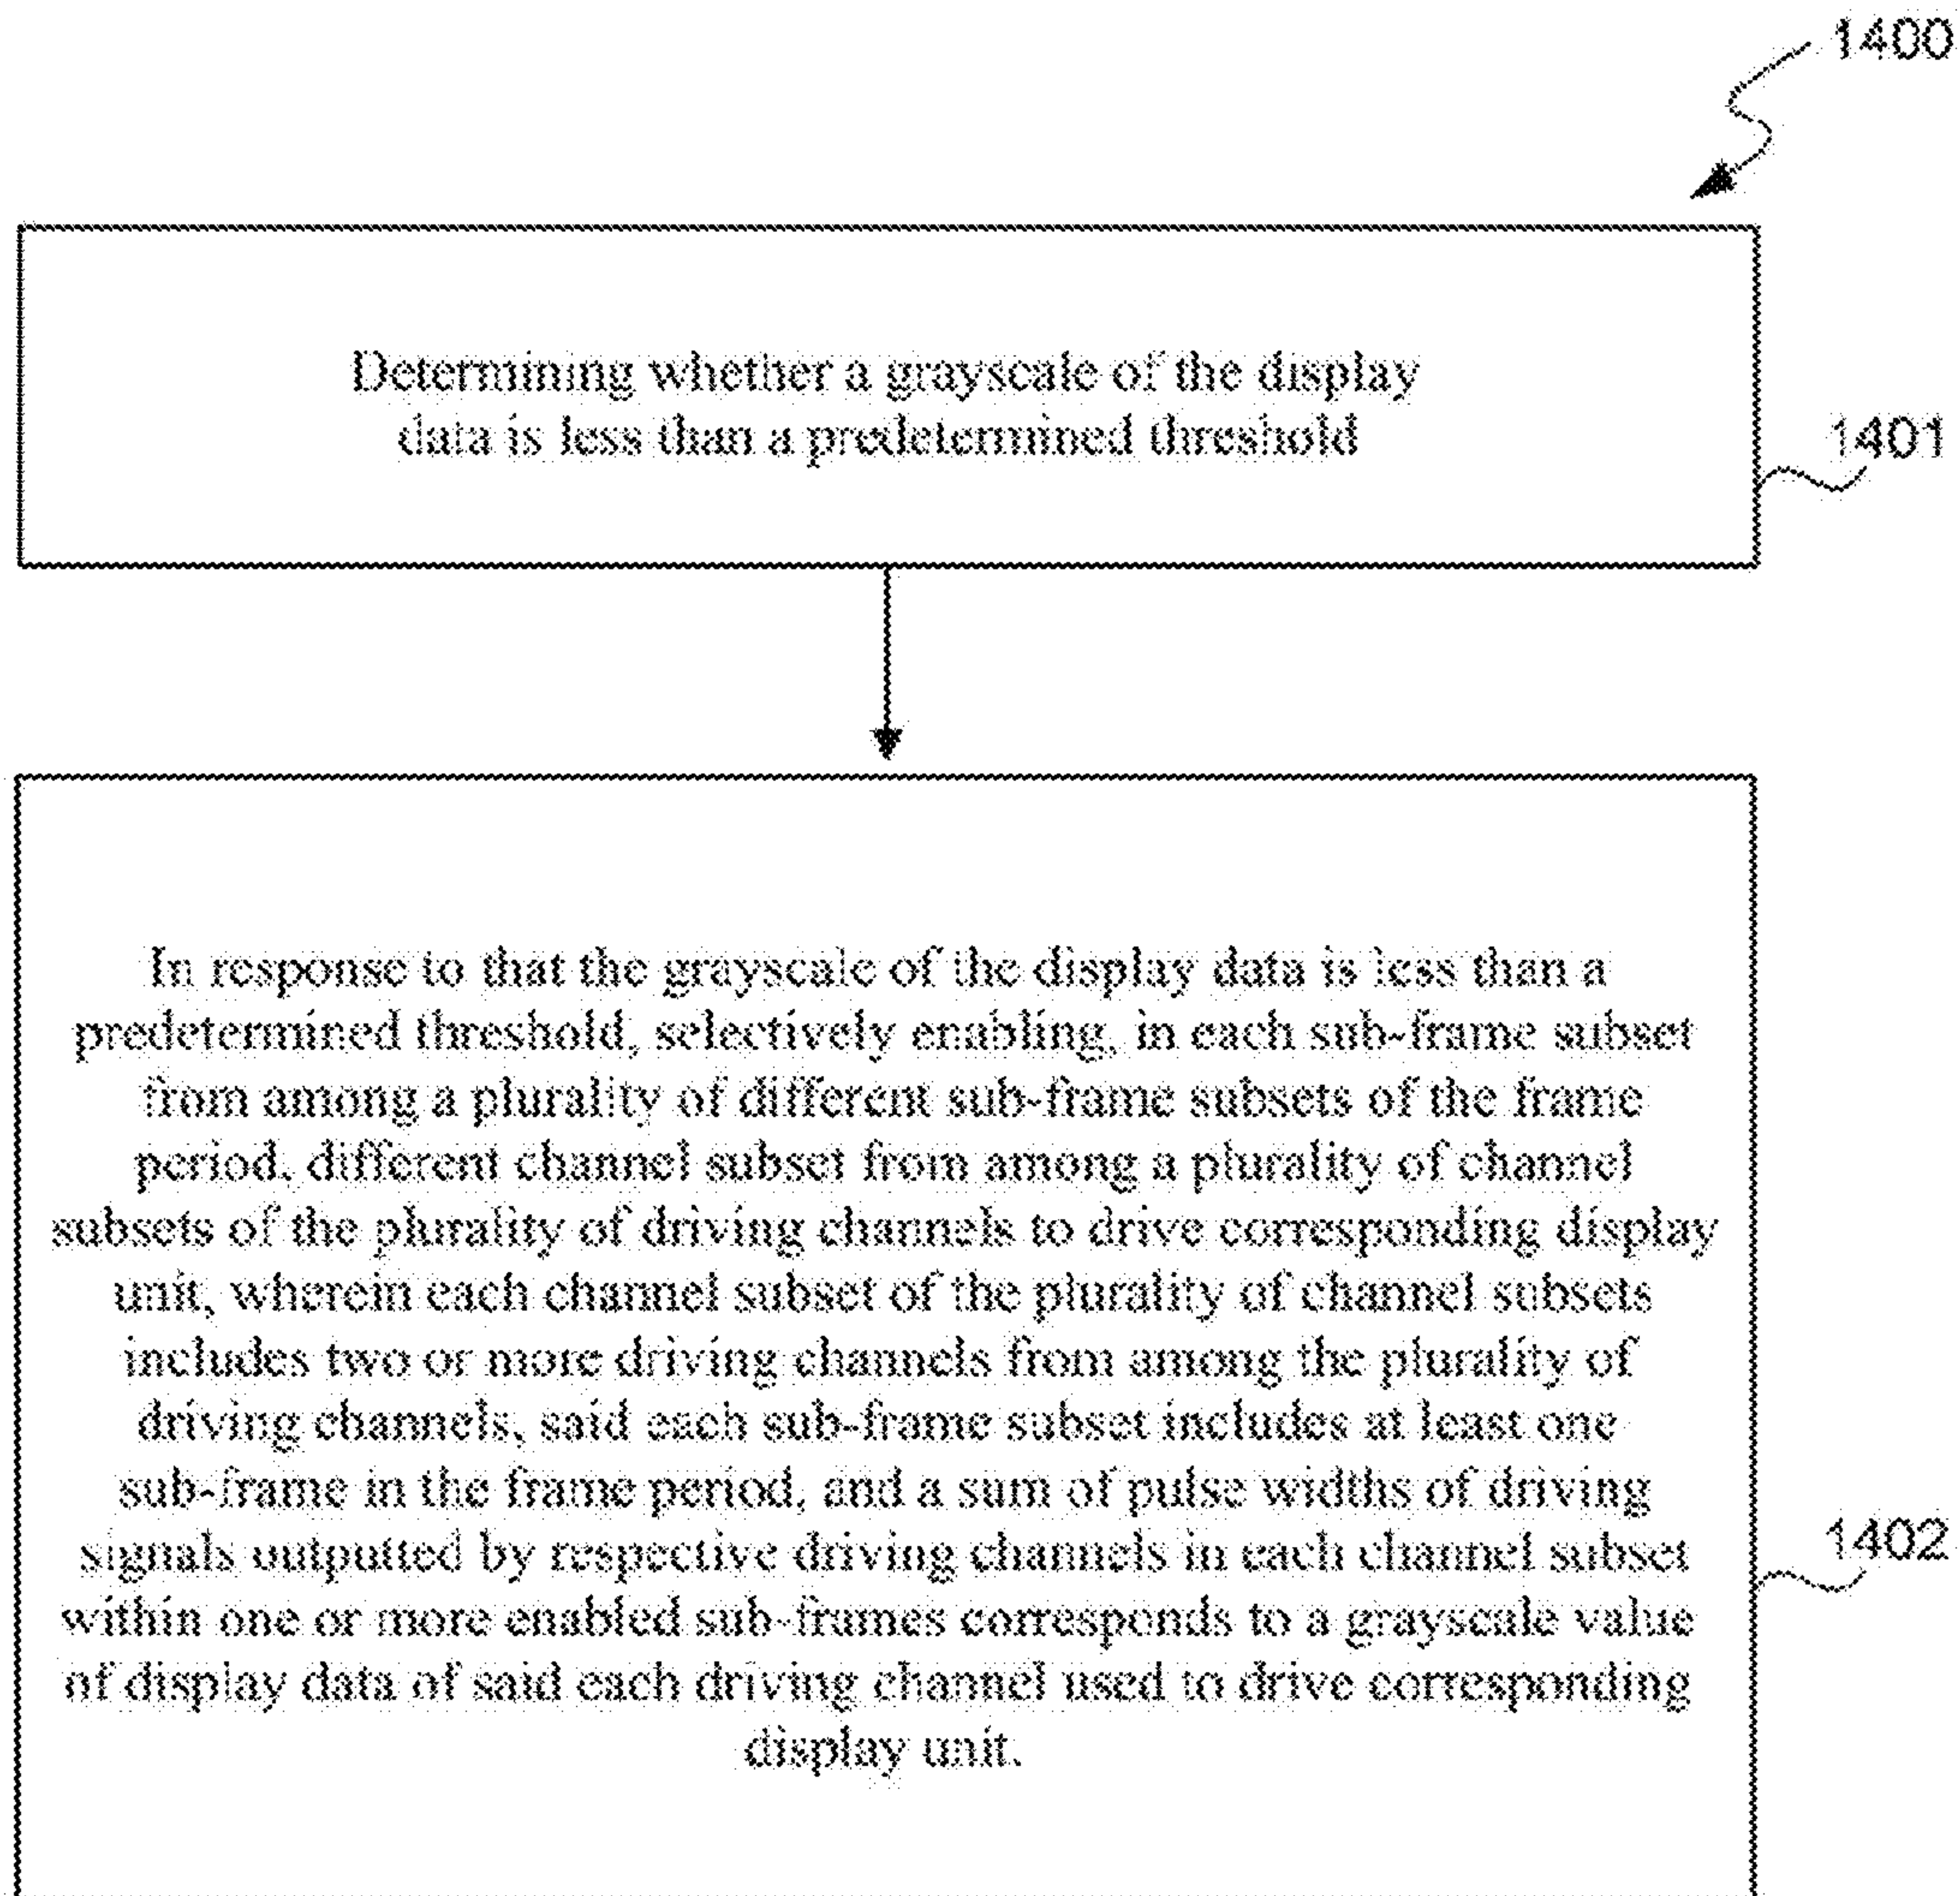 1400
Determining whether a grayscale of the display
data is less than a predetermined threshold
1401
In response to that the grayscale of the display data is less than a
predetermined threshold, selectively enabling, in each sub-frame subset
from among a plurality of different sub-frame subsets of the frame
period, different channel subset from among a plurality of channel
subsets of the plurality of driving channels to drive corresponding display
unit, wherein each channel subset of the plurality of channel subsets
includes two or more driving channels from among the plurality of
driving channels, said each sub-frame subset includes at least one
sub-frame in the frame period, and a sum of pulse widths of driving
signals outputted by respective driving channels in each channel subset
within one or more enabled sub-frames corresponds to a grayscale value
of display data of said each driving channel used to drive corresponding
display unit.
1402